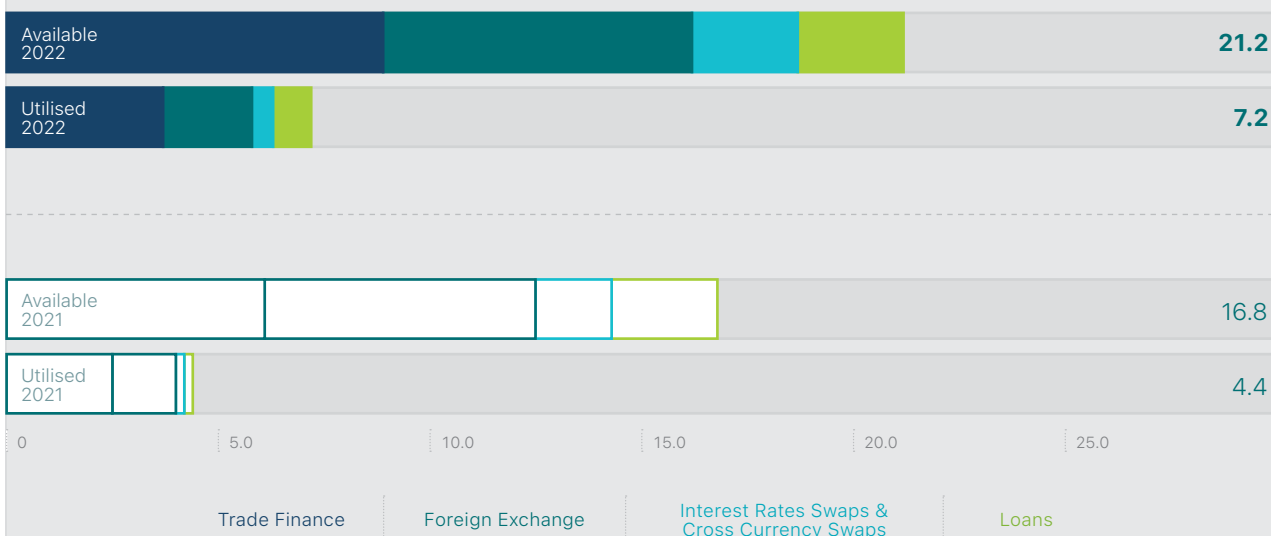 Available
2022
21.2
Utilised
2022
7.2
Available
2021
16.8
Utilised
2021
4.4
0 5.0 10.0 15.0 20.0 25.0
Trade Finance
Foreign Exchange
Interest Rates Swaps &
Cross Currency Swaps
Loans